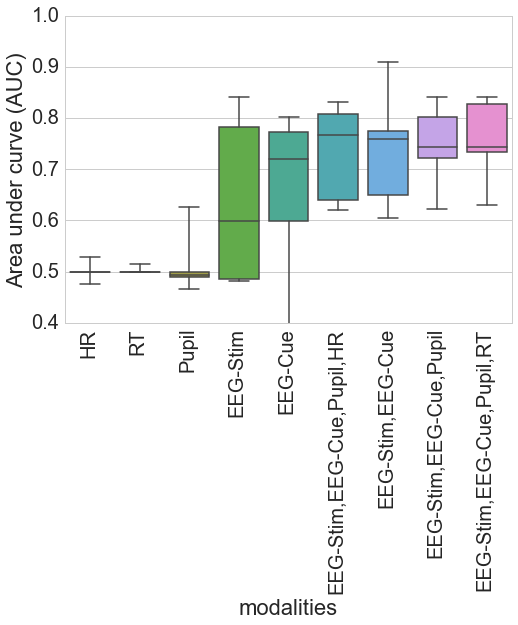 Area under curve (AUC)
1.0
0.9
0.8
0.7
0.6
0.5
0.4
HR
RT
Pupil
EEG-Stim
EEG-Cue
EEG-Stim,EEG-Cue,Pupil,HR
EEG-Stim,EEG-Cue
EEG-Stim,EEG-Cue,Pupil
EEG-Stim,EEG-Cue,Pupil,RT
modalities